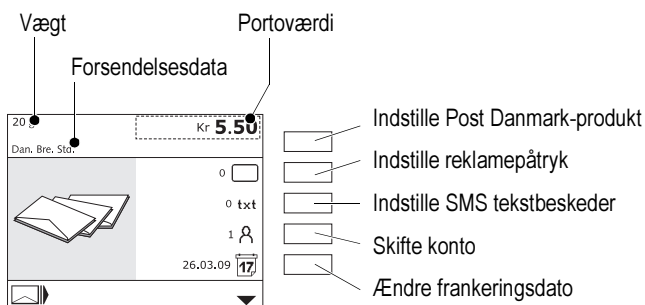 Vægt
Portoværdi
Forsendelsesdata
20 g
Kr 5.50
Dan. Bre. Std.
0
0 txt
1
26.03.09 17
Indstille Post Danmark-produkt
Indstille reklamepåtryk
Indstille SMS tekstbeskeder
Skifte konto
Ændre frankeringsdato